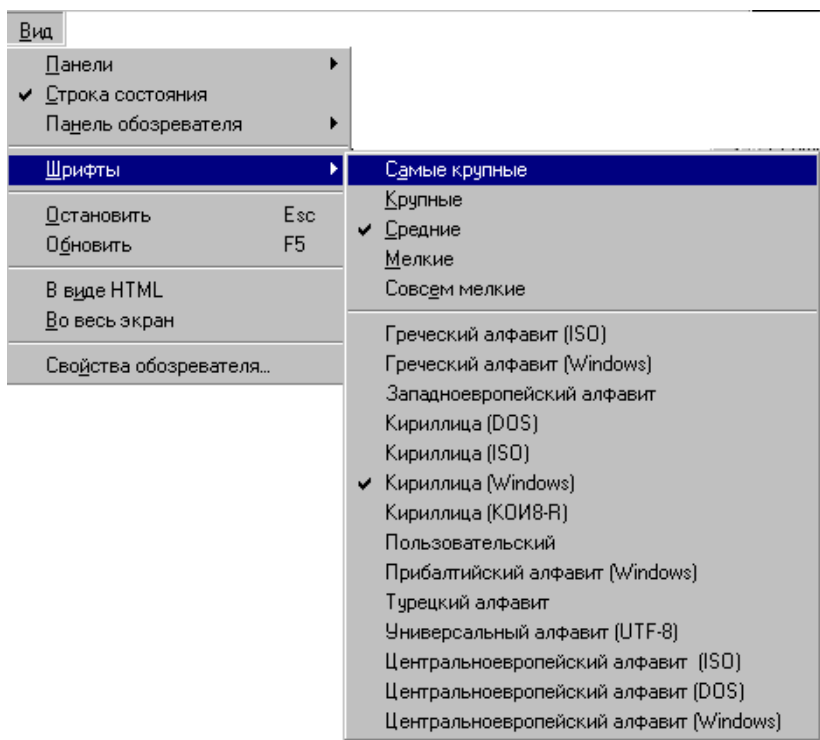 Вид
Панели
Строка состояния
Панель обозревателя
Шрифты
Остановить Esc
Обновить F5
В виде HTML
Во весь экран
Свойства обозревателя...
Самые крупные
Крупные
Средние
Мелкие
Совсем мелкие
Греческий алфавит (ISO)
Греческий алфавит (Windows)
Западноевропейский алфавит
Кириллица (DOS)
Кириллица (ISO)
Кириллица (Windows)
Кириллица (КОИ8-R)
Пользовательский
Прибалтийский алфавит (Windows)
Турецкий алфавит
Универсальный алфавит (UTF-8)
Центральноевропейский алфавит (ISO)
Центральноевропейский алфавит (DOS)
Центральноевропейский алфавит (Windows)